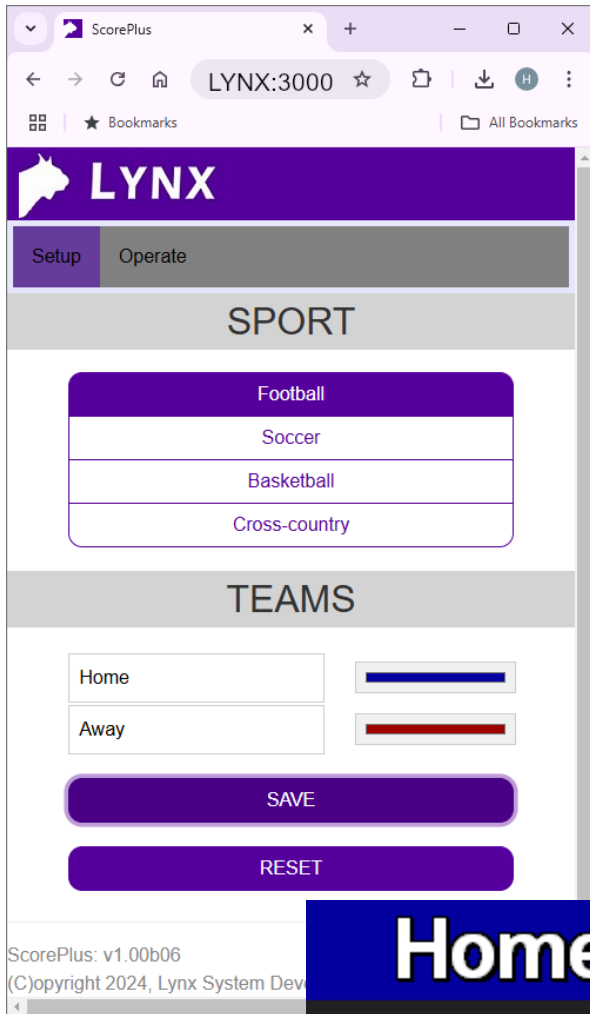 ScorePlus
LYNX:3000
H
Bookmarks
All Bookmarks
LYNX
Setup
Operate
SPORT
Football
Soccer
Basketball
Cross-country
TEAMS
Home
Away
SAVE
RESET
ScorePlus: v1.00b06
(C)opyright 2024, Lynx System Deve
Home